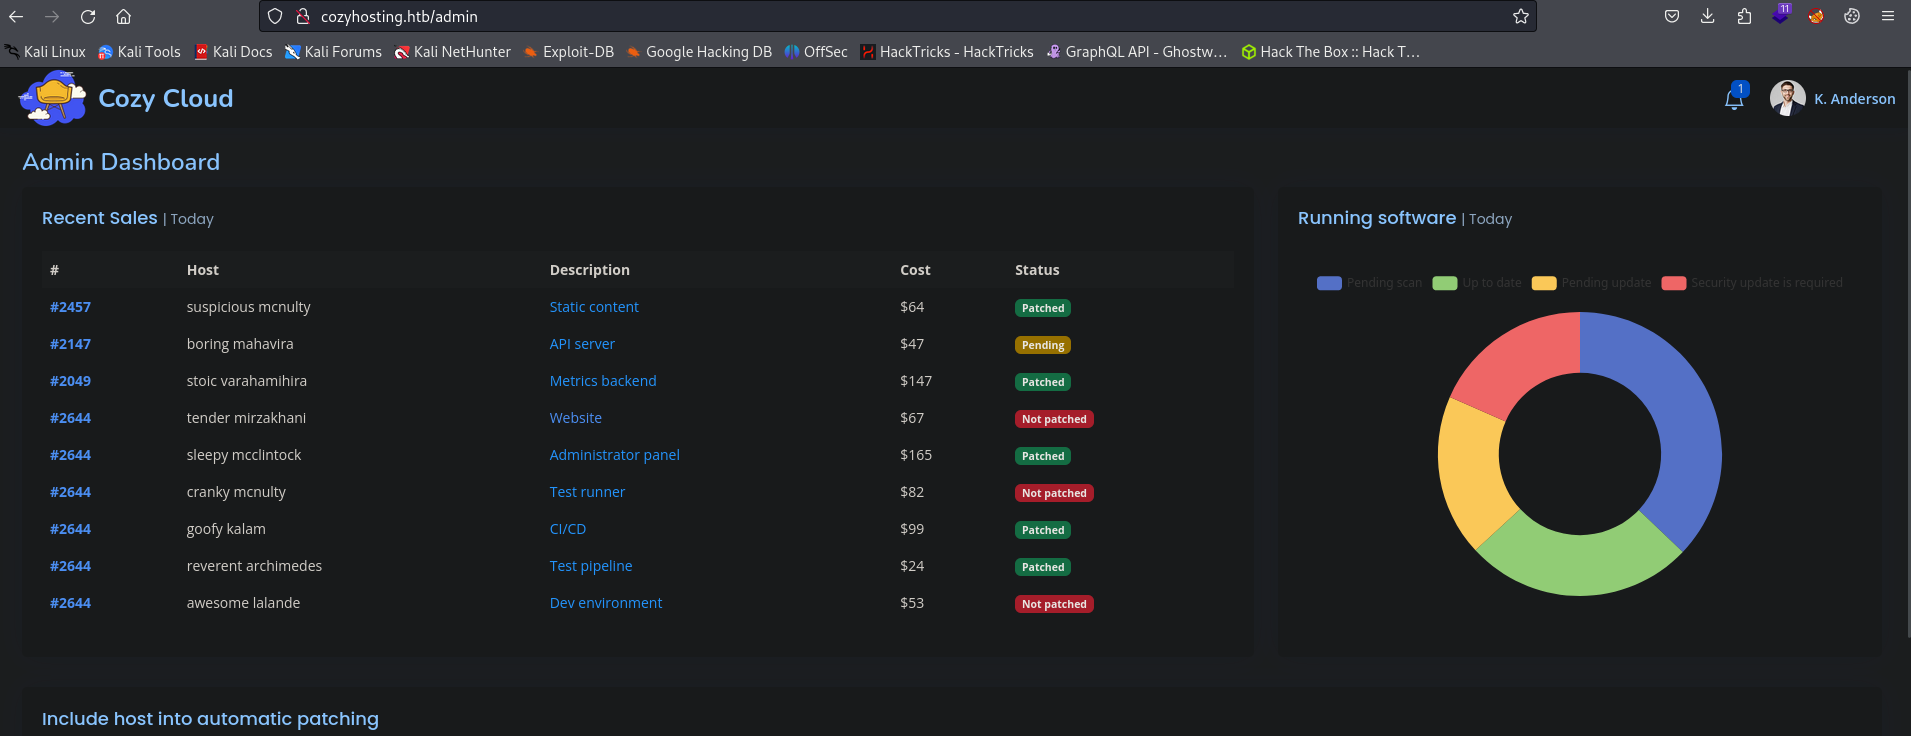 cozyhosting.htb/admin
11
Kali Linux Kali Tools Kali Docs Kali Forums Kali NetHunter Exploit-DB Google Hacking DB OffSec HackTricks - HackTricks GraphQL API - Ghostw… Hack The Box :: Hack T…
Cozy Cloud
1
K. Anderson
Admin Dashboard
Recent Sales | Today
# Host Description Cost Status
#2457 suspicious mcnulty Static content $64 Patched
#2147 boring mahavira API server $47 Pending
#2049 stoic varahamihira Metrics backend $147 Patched
#2644 tender mirzakhani Website $67 Not patched
#2644 sleepy mcclintock Administrator panel $165 Patched
#2644 cranky mcnulty Test runner $82 Not patched
#2644 goofy kalam CI/CD $99 Patched
#2644 reverent archimedes Test pipeline $24 Patched
#2644 awesome lalande Dev environment $53 Not patched
Running software | Today
Pending scan Up to date Pending update Security update is required
Include host into automatic patching